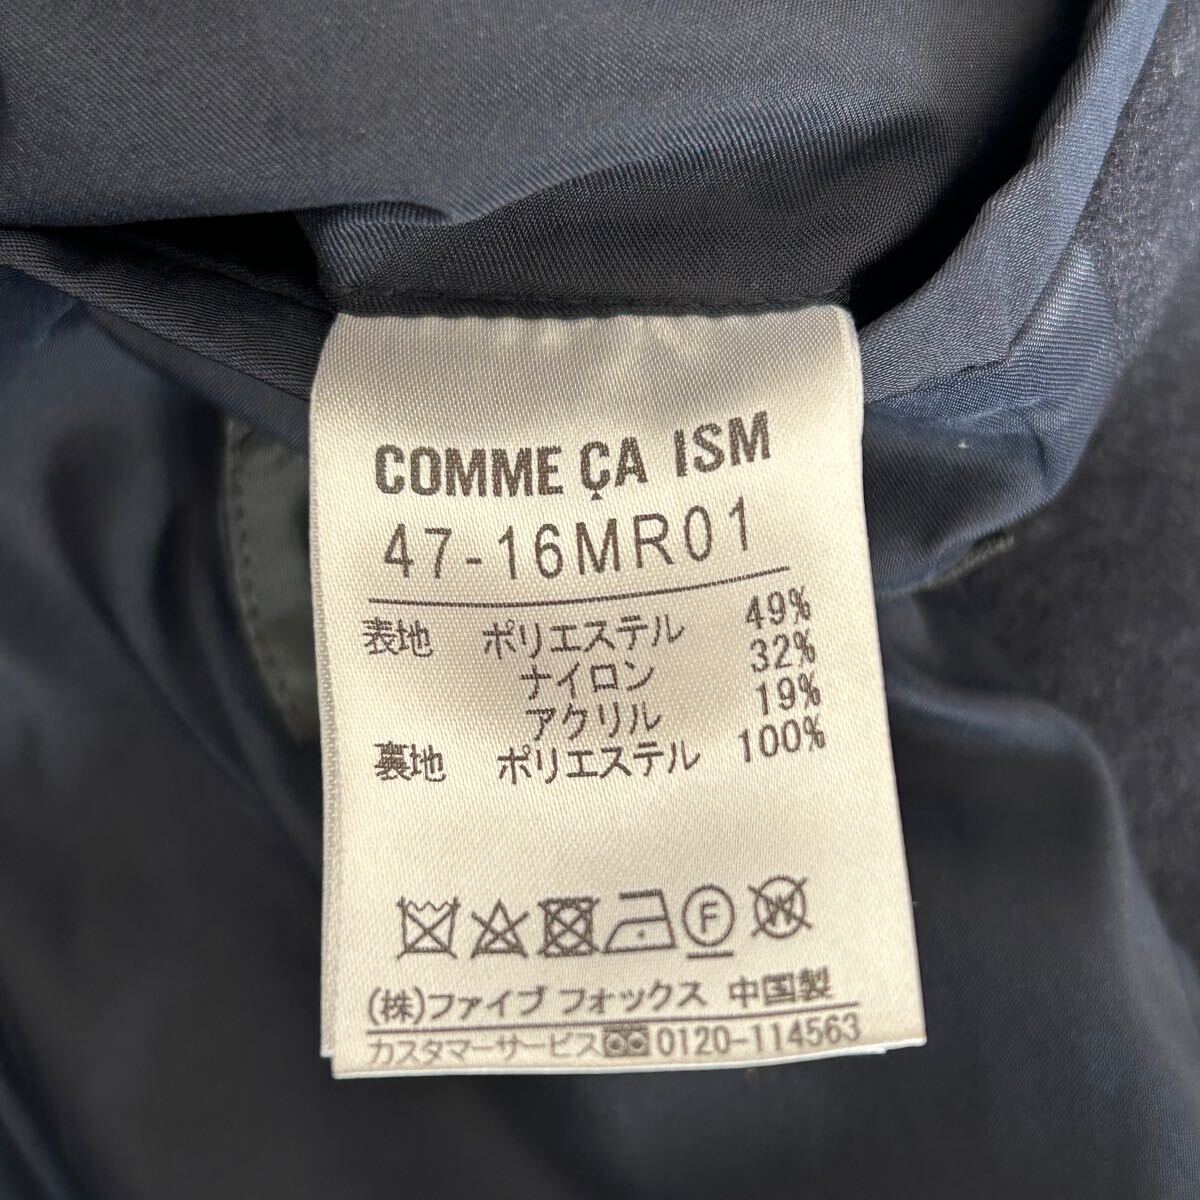 COMME ÇA ISM
47-16MR01
表地 ポリエステル 49%
ナイロン 32%
アクリル 19%
裏地 ポリエステル 100%
F W
(株)ファイブ フォックス 中国製
カスタマーサービス 0120-114563